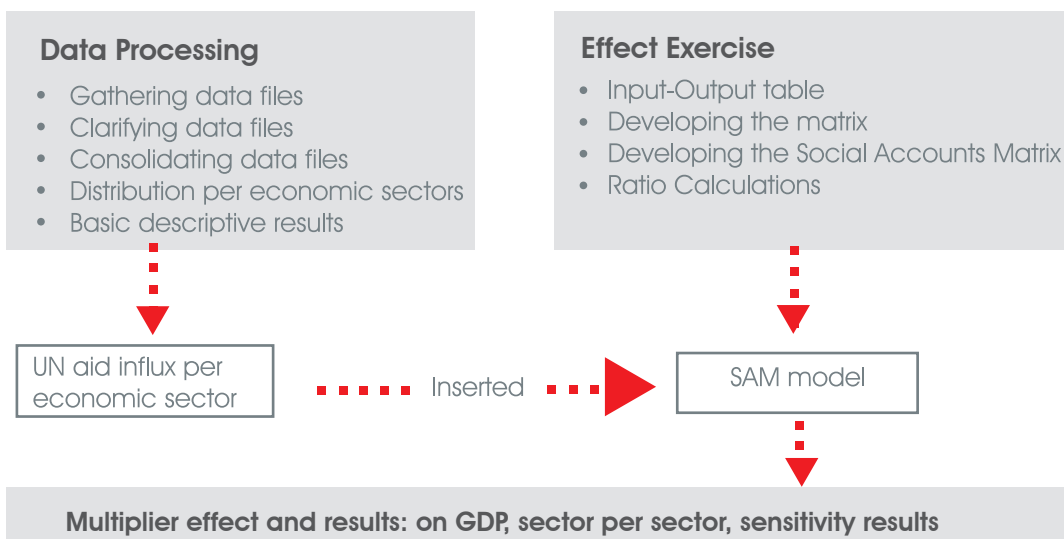 Data Processing
• Gathering data files
• Clarifying data files
• Consolidating data files
• Distribution per economic sectors
• Basic descriptive results
Effect Exercise
• Input-Output table
• Developing the matrix
• Developing the Social Accounts Matrix
• Ratio Calculations
UN aid influx per
economic sector
Inserted
SAM model
Multiplier effect and results: on GDP, sector per sector, sensitivity results